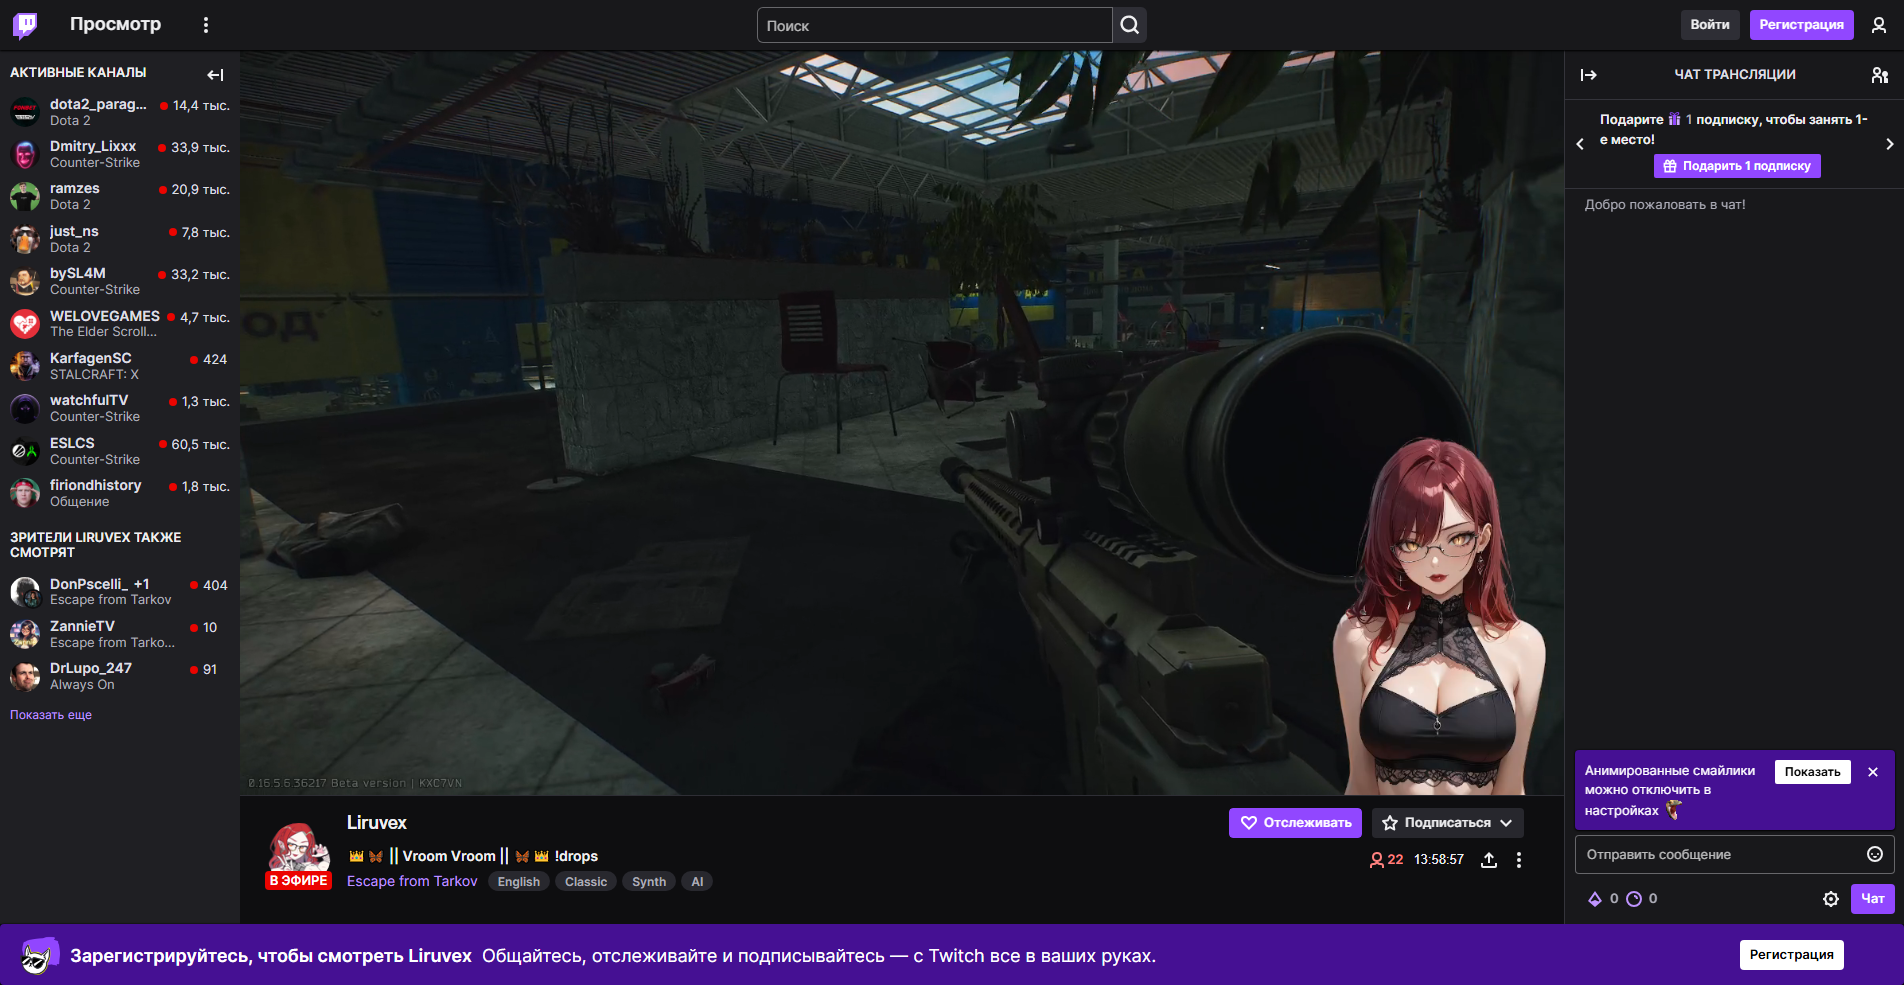 Просмотр
Поиск
Войти
Регистрация
АКТИВНЫЕ КАНАЛЫ
dota2_parag...
14,4 тыс.
Dota 2
Dmitry_Lixxx
33,9 тыс.
Counter-Strike
ramzes
20,9 тыс.
Dota 2
just_ns
7,8 тыс.
Dota 2
bySL4M
33,2 тыс.
Counter-Strike
WELOVEGAMES
4,7 тыс.
The Elder Scroll...
KarfagenSC
424
STALCRAFT: X
watchfulTV
1,3 тыс.
Counter-Strike
ESLCS
60,5 тыс.
Counter-Strike
firiondhistory
1,8 тыс.
Общение
ЗРИТЕЛИ LIRUVEX ТАКЖЕ
СМОТРЯТ
DonPscelli_ +1
404
Escape from Tarkov
ZannieTV
10
Escape from Tarko...
DrLupo_247
91
Always On
Показать еще
ОД
0.16.5.6.36217 Beta version | KXC7VN
Liruvex
В ЭФИРЕ
|| Vroom Vroom || !drops
Escape from Tarkov
English
Classic
Synth
AI
Отслеживать
Подписаться
22
13:58:57
ЧАТ ТРАНСЛЯЦИИ
Подарите 1 подписку, чтобы занять 1-
е место!
Подарить 1 подписку
Добро пожаловать в чат!
Анимированные смайлики
можно отключить в
настройках
Показать
Отправить сообщение
0
0
Чат
Зарегистрируйтесь, чтобы смотреть Liruvex Общайтесь, отслеживайте и подписывайтесь — с Twitch все в ваших руках.
Регистрация